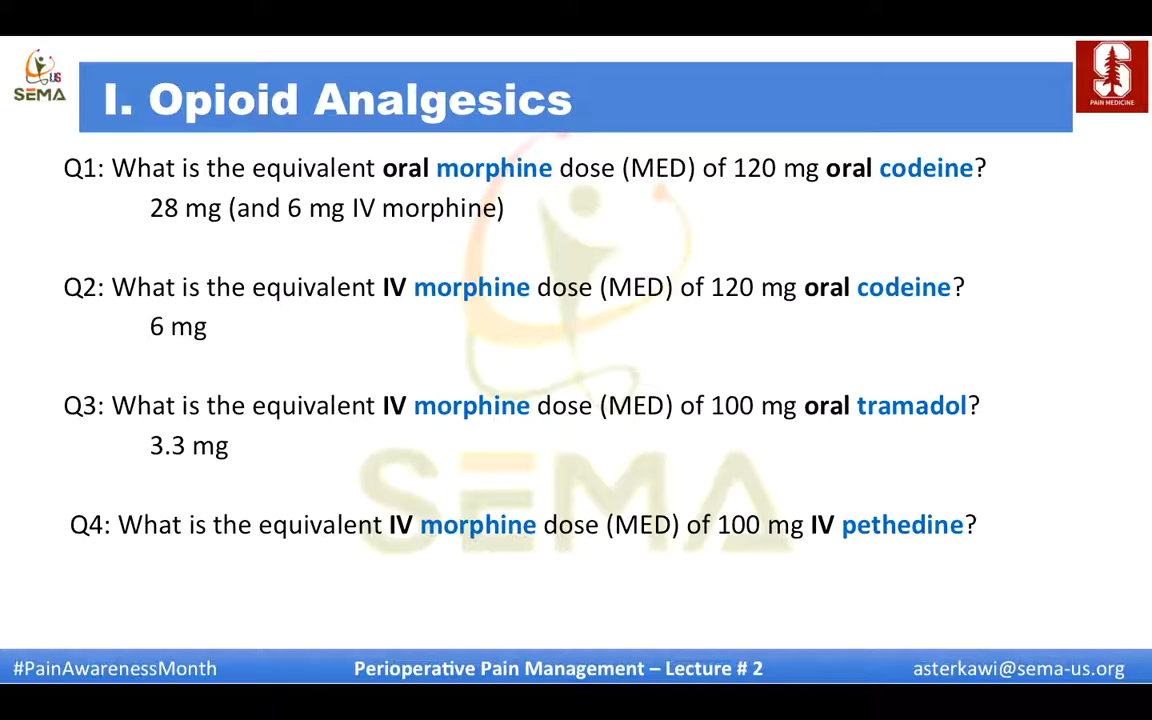 US
SEMA
I. Opioid Analgesics
PAIN MEDICINE
Q1: What is the equivalent oral morphine dose (MED) of 120 mg oral codeine?
28 mg (and 6 mg IV morphine)
Q2: What is the equivalent IV morphine dose (MED) of 120 mg oral codeine?
6 mg
Q3: What is the equivalent IV morphine dose (MED) of 100 mg oral tramadol?
3.3 mg
SEMA
Q4: What is the equivalent IV morphine dose (MED) of 100 mg IV pethedine?
#PainAwarenessMonth
Perioperative Pain Management – Lecture # 2
asterkawi@sema-us.org